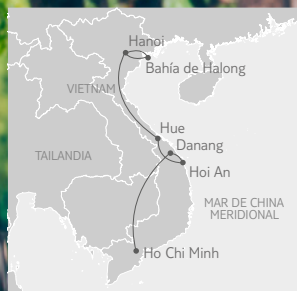 Hanoi
Bahía de Halong
VIETNAM
Hue
Danang
TAILANDIA
Hoi An
MAR DE CHINA
MERIDIONAL
Ho Chi Minh